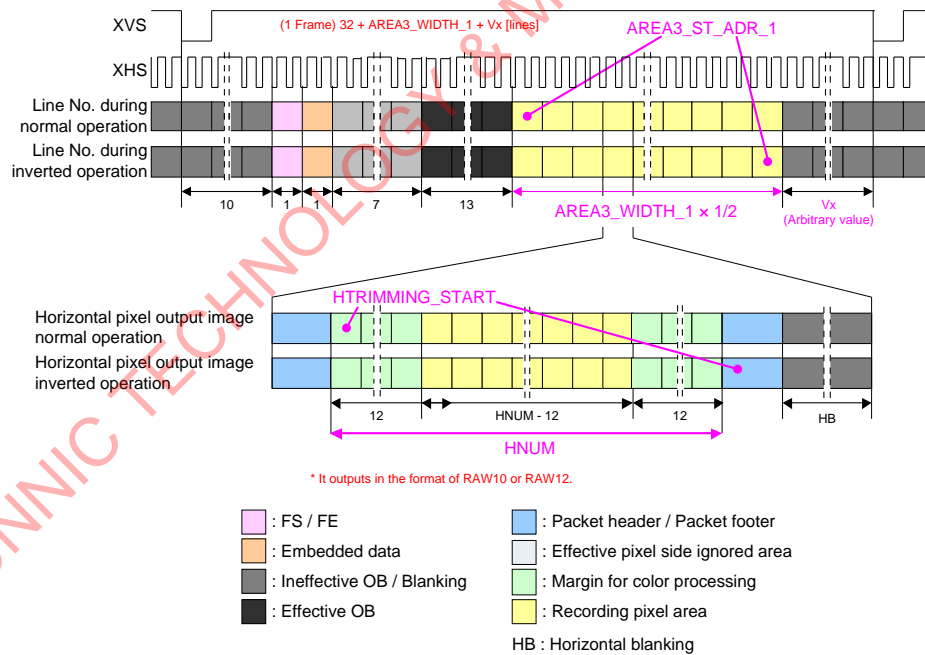 XVS
(1 Frame) 32 + AREA3_WIDTH_1 + Vx [lines]
AREA3_ST_ADR_1
XHS
Line No. during
normal operation
Line No. during
inverted operation
10
1
1
7
13
AREA3_WIDTH_1 × 1/2
Vx
(Arbitrary value)
HTRIMMING_START
Horizontal pixel output image
normal operation
Horizontal pixel output image
inverted operation
12
HNUM - 12
12
HB
HNUM
* It outputs in the format of RAW10 or RAW12.
: FS / FE
: Embedded data
: Ineffective OB / Blanking
: Effective OB
: Packet header / Packet footer
: Effective pixel side ignored area
: Margin for color processing
: Recording pixel area
HB : Horizontal blanking
ONNIC TECHNOLOGY & M